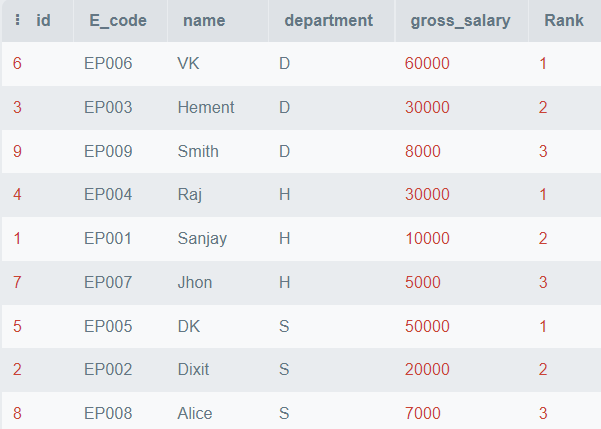 ⋮ id E_code name department gross_salary Rank
6 EP006 VK D 60000 1
3 EP003 Hement D 30000 2
9 EP009 Smith D 8000 3
4 EP004 Raj H 30000 1
1 EP001 Sanjay H 10000 2
7 EP007 Jhon H 5000 3
5 EP005 DK S 50000 1
2 EP002 Dixit S 20000 2
8 EP008 Alice S 7000 3